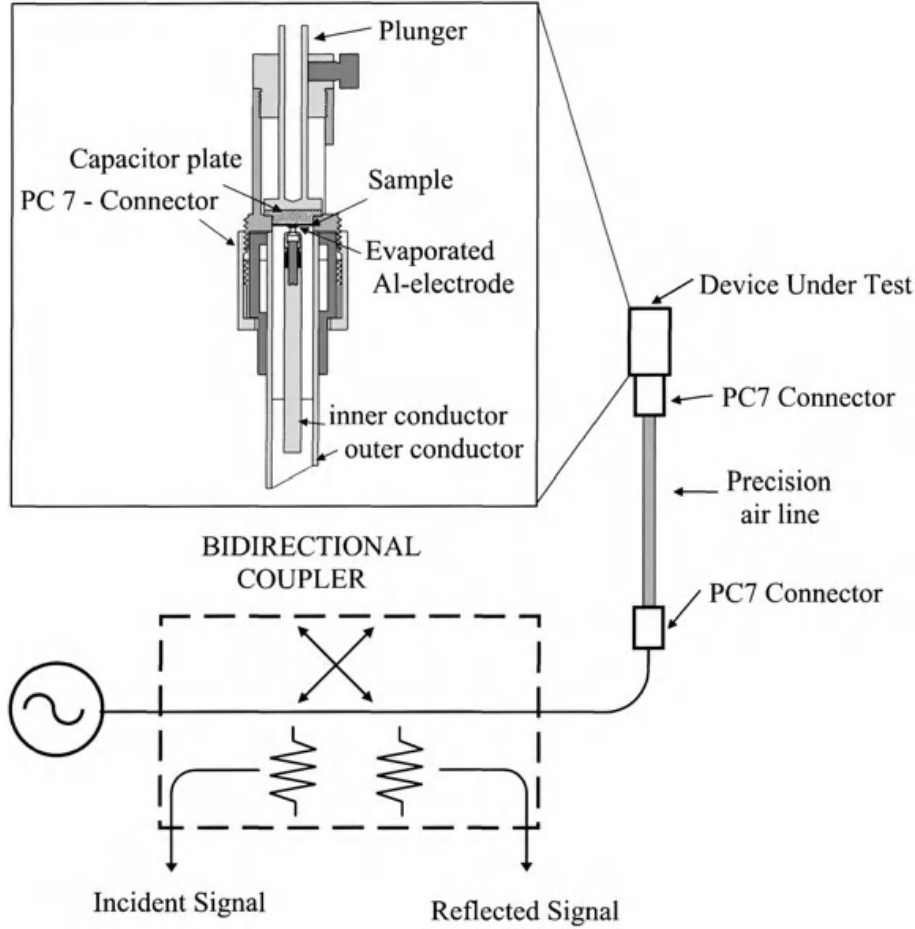 Plunger
Capacitor plate
PC 7 - Connector
Sample
Evaporated
Al-electrode
inner conductor
outer conductor
Device Under Test
PC7 Connector
Precision
air line
PC7 Connector
BIDIRECTIONAL
COUPLER
Incident Signal
Reflected Signal